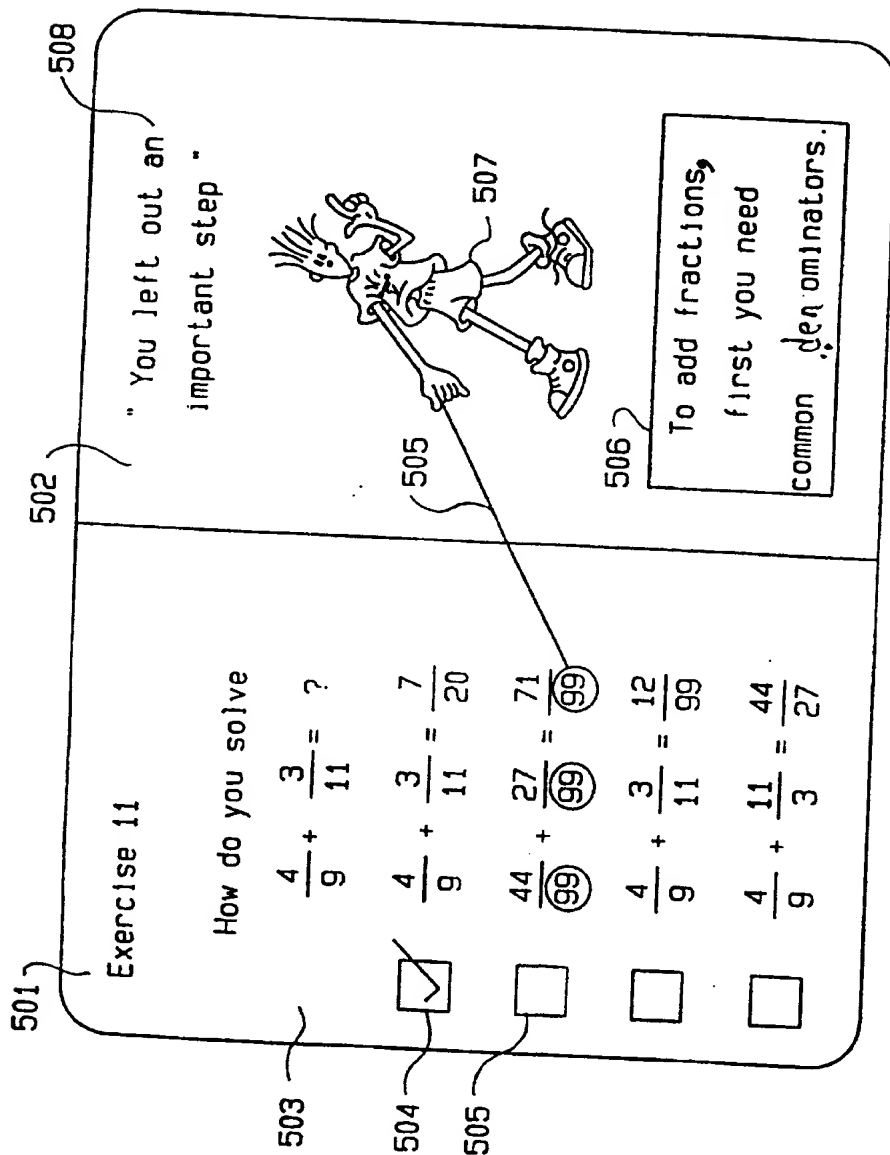 508
502
501
" You left out an
important step "
507
505
506
To add fractions,
first you need
common denominators.
Exercise 11
503
How do you solve
4/9 + 3/11 = ?
504
4/9 + 3/11 = 7/20
505
44/99 + 27/99 = 71/99
4/9 + 3/11 = 12/99
4/9 + 11/3 = 44/27